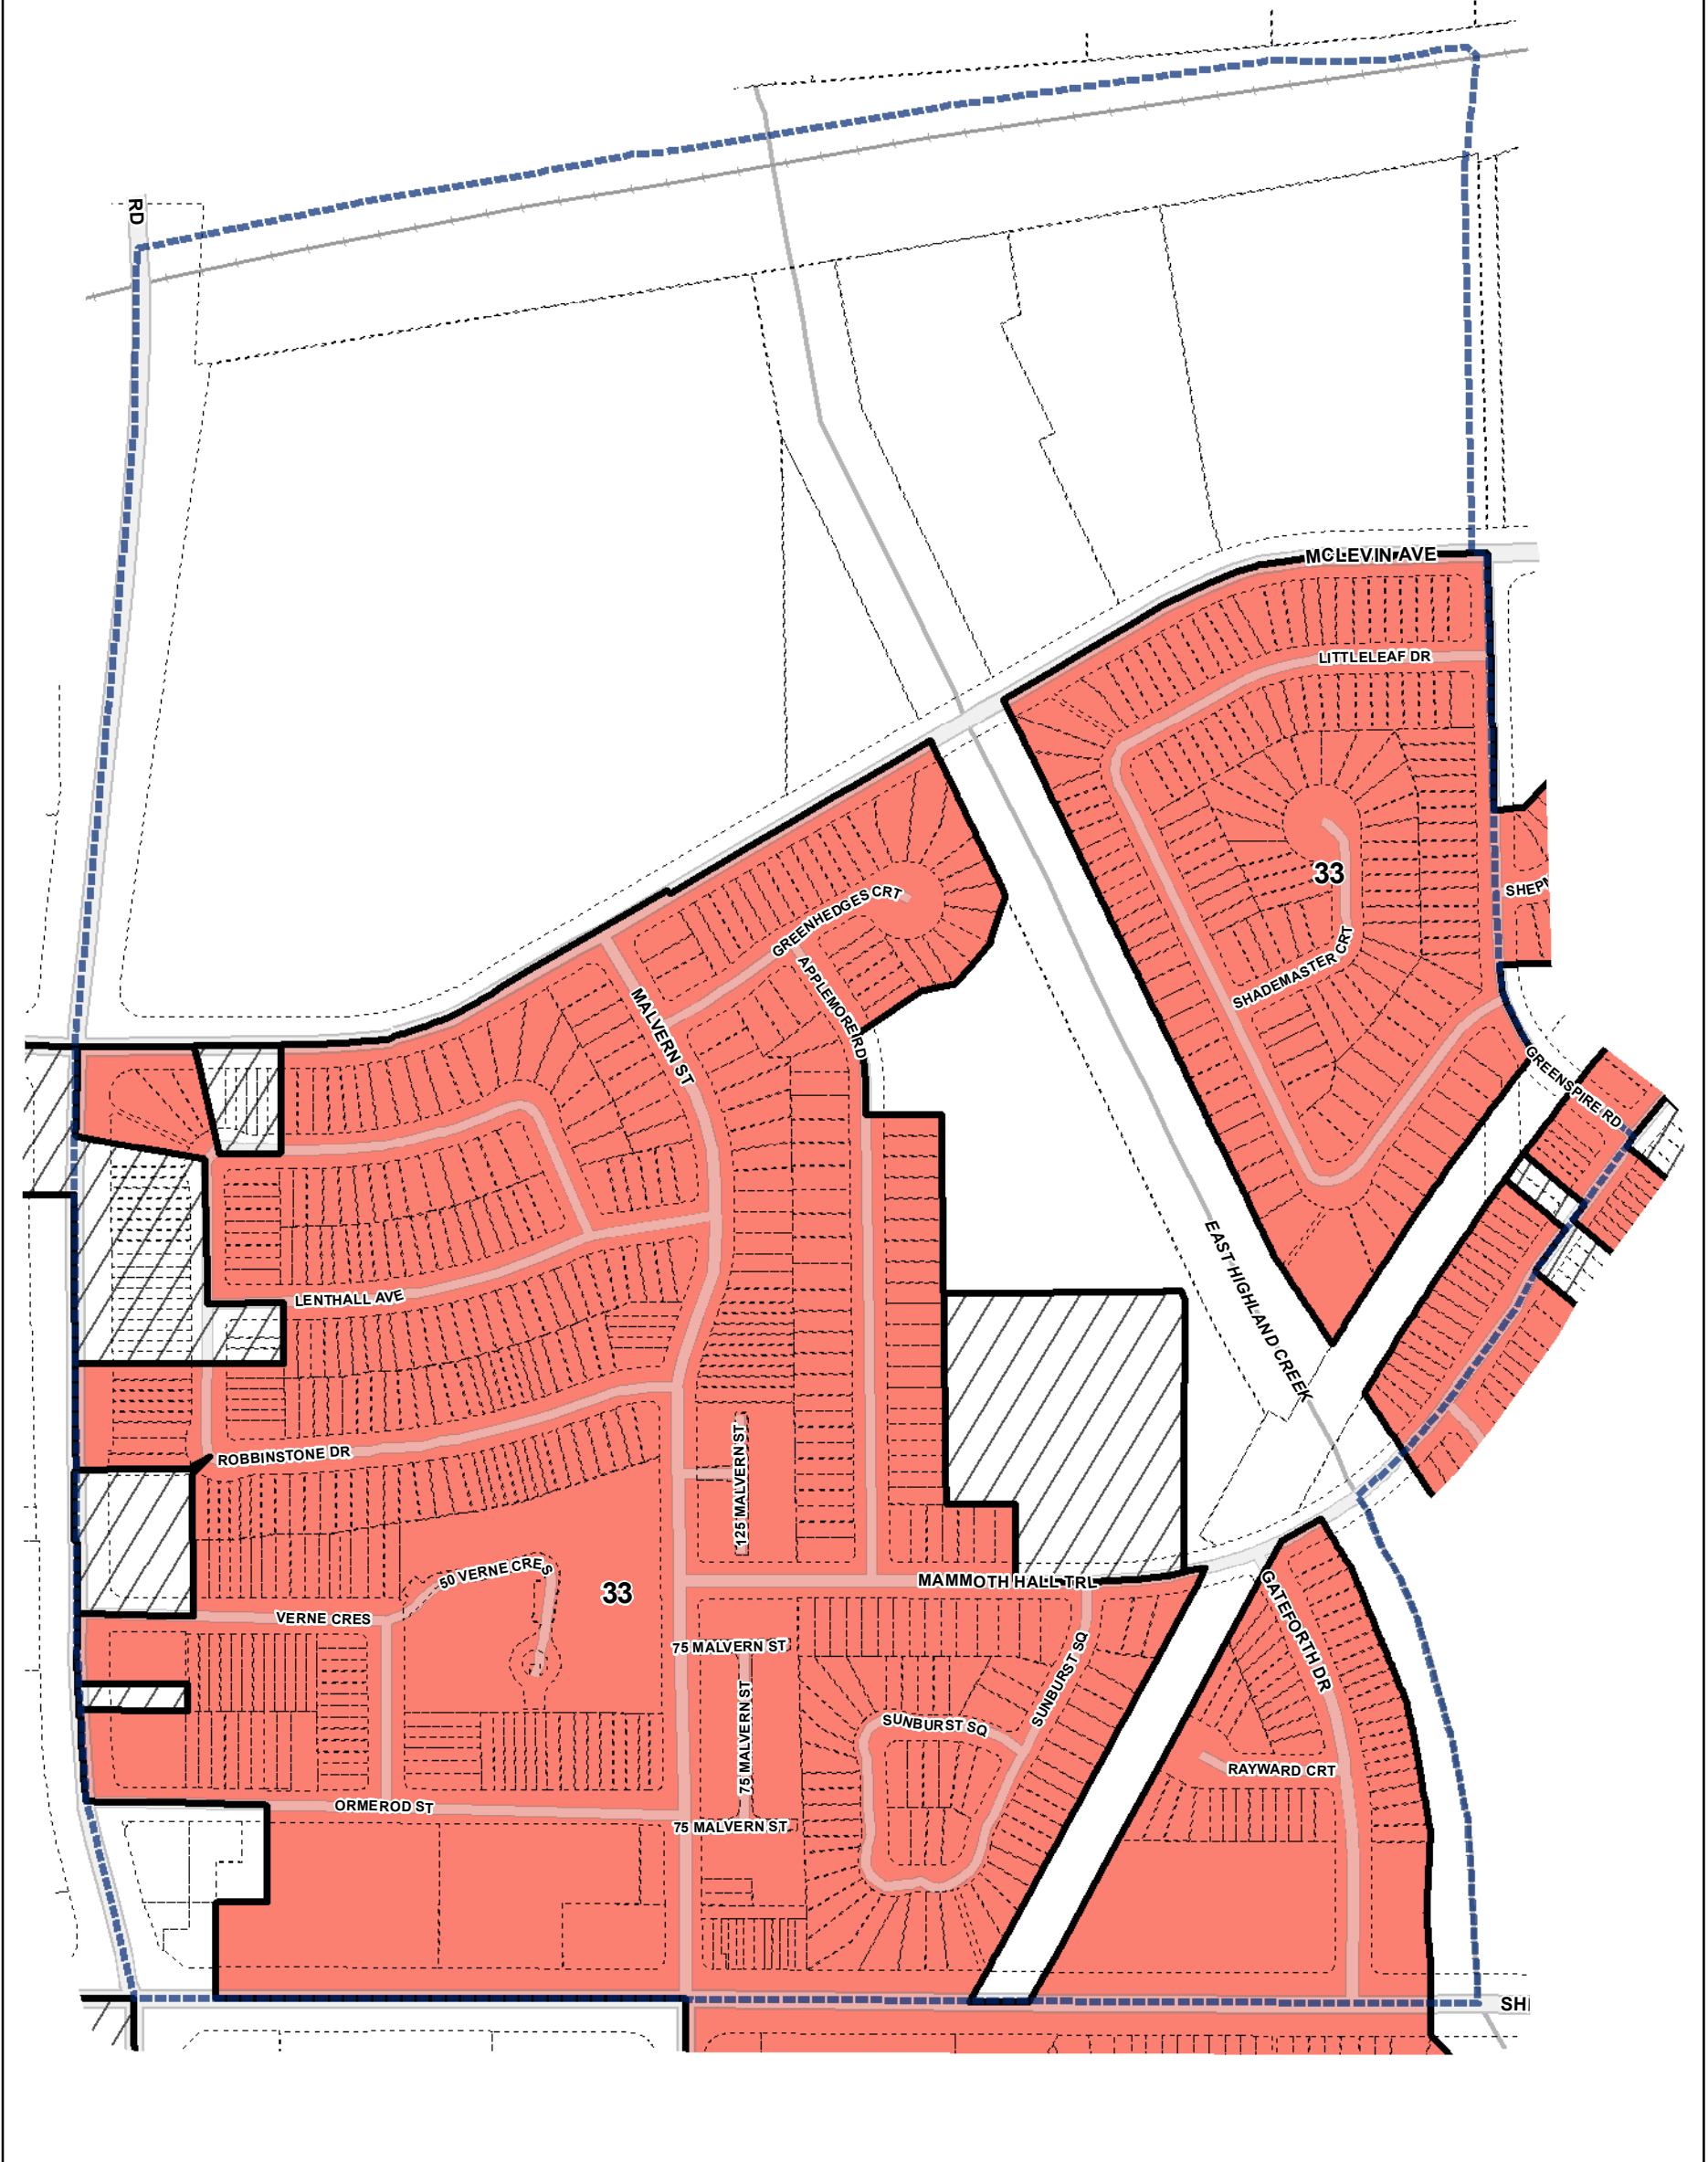 RD
MCLEVIN AVE
LITTLELEAF DR
33
SHEPN
GREENHEDGES CRT
SHADEMASTER CRT
APPLEMORE RD
MALVERN ST
GREENSPIRE RD
EAST HIGHLAND CREEK
LENTHALL AVE
ROBBINSTONE DR
125 MALVERN ST
50 VERNE CRES
MAMMOTH HALL TRL
33
VERNE CRES
GATEFORTH DR
75 MALVERN ST
SUNBURST SQ
75 MALVERN ST
SUNBURST SQ
RAYWARD CRT
ORMEROD ST
75 MALVERN ST
SH